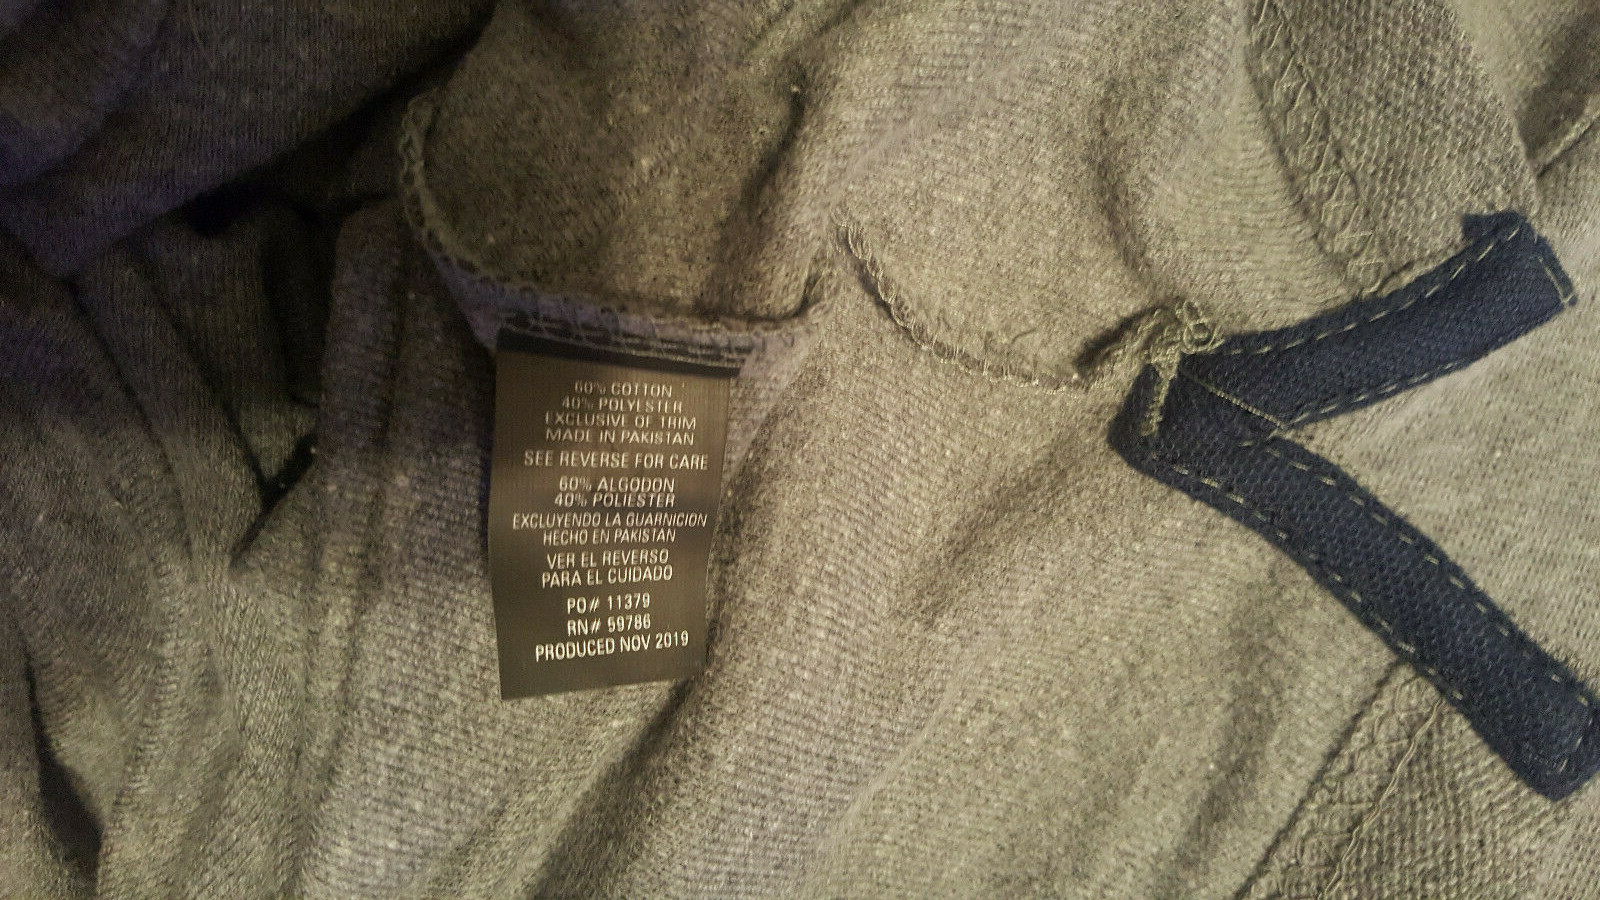 60% COTTON
40% POLYESTER
EXCLUSIVE OF TRIM
MADE IN PAKISTAN
SEE REVERSE FOR CARE
60% ALGODON
40% POLIESTER
EXCLUYENDO LA GUARNICION
HECHO EN PAKISTAN
VER EL REVERSO
PARA EL CUIDADO
PO# 11379
RN# 59786
PRODUCED NOV 2019